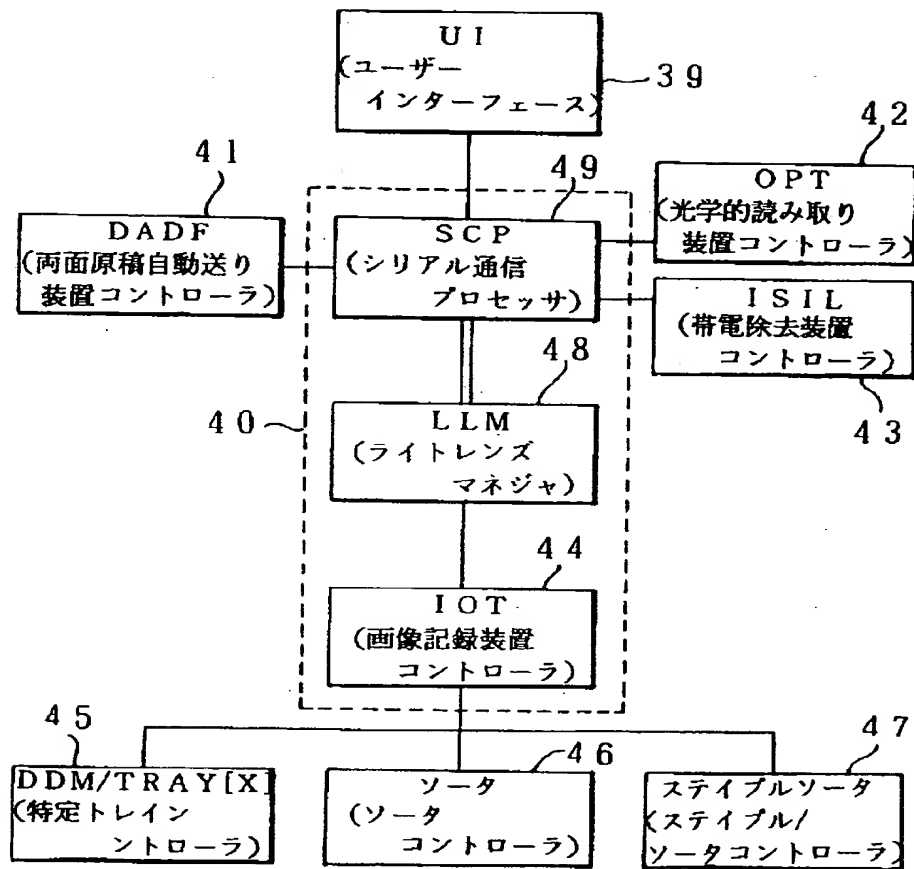 UI
(ユーザー
インターフェース)
39
41
DADF
(両面原稿自動送り
装置コントローラ)
49
SCP
(シリアル通信
プロセッサ)
42
OPT
(光学的読み取り
装置コントローラ)
ISIL
(帯電除去装置
コントローラ)
43
40
48
LLM
(ライトレンズ
マネジャ)
44
IOT
(画像記録装置
コントローラ)
45
DDM/TRAY[X]
(特定トレイン
ントローラ)
46
ソータ
(ソータ
コントローラ)
47
ステイプルソータ
(ステイプル/
ソータコントローラ)